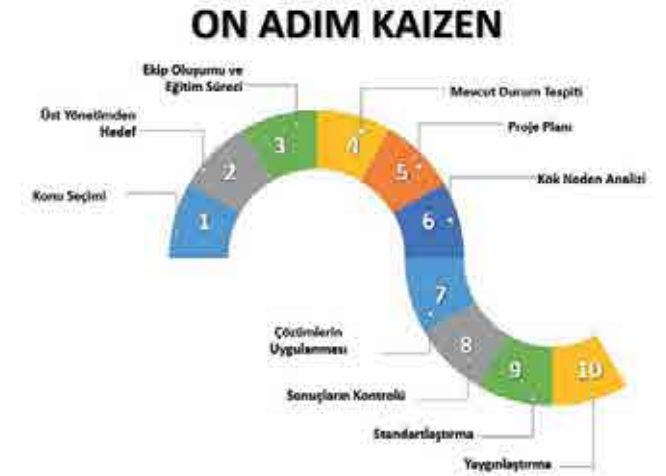 ON ADIM KAIZEN
Ekip Oluşumu ve
Eğitim Süreci
Mevcut Durum Tespiti
Üst Yönetimden
Hedef
Proje Planı
Kök Neden Analizi
Konu Seçimi
1
2
3
4
5
6
7
8
9
10
Çözümlerin
Uygulanması
Sonuçların Kontrolü
Standartlaştırma
Yaygınlaştırma